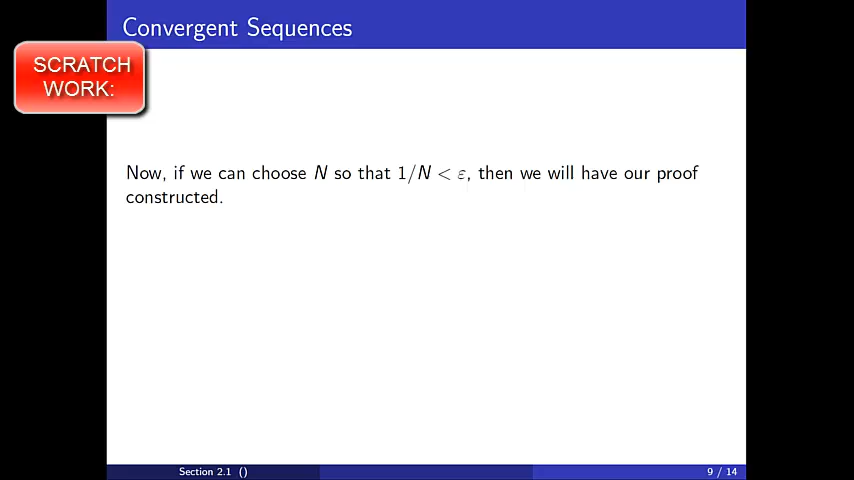 Convergent Sequences
SCRATCH
WORK:
Now, if we can choose N so that 1/N < ε, then we will have our proof
constructed.
Section 2.1 ()
9 / 14